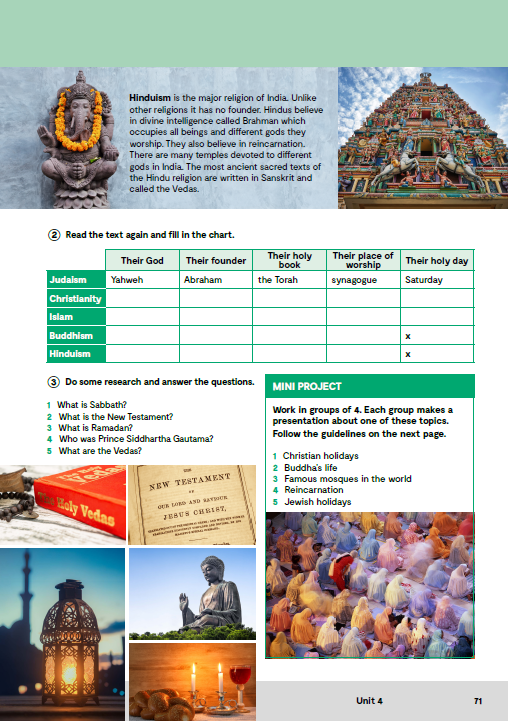 Hinduism is the major religion of India. Unlike
other religions it has no founder. Hindus believe
in divine intelligence called Brahman which
occupies all beings and different gods they
worship. They also believe in reincarnation.
There are many temples devoted to different
gods in India. The most ancient sacred texts of
the Hindu religion are written in Sanskrit and
called the Vedas.
2 Read the text again and fill in the chart.
Their God Their founder Their holy book Their place of worship Their holy day
Judaism Yahweh Abraham the Torah synagogue Saturday
Christianity
Islam
Buddhism x
Hinduism x
3 Do some research and answer the questions.
1 What is Sabbath?
2 What is the New Testament?
3 What is Ramadan?
4 Who was Prince Siddhartha Gautama?
5 What are the Vedas?
MINI PROJECT
Work in groups of 4. Each group makes a
presentation about one of these topics.
Follow the guidelines on the next page.
1 Christian holidays
2 Buddha's life
3 Famous mosques in the world
4 Reincarnation
5 Jewish holidays
The Holy Vedas
NEW TESTAMENT
OF
OUR LORD AND SAVIOUR
JESUS CHRIST,
Unit 4
71